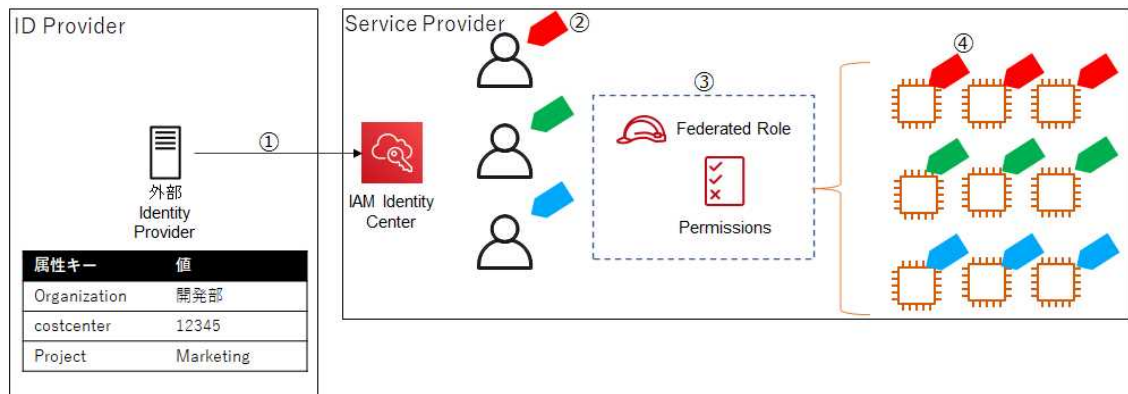 ID Provider
①
外部
Identity
Provider
属性キー 値
Organization 開発部
costcenter 12345
Project Marketing
Service Provider
②
IAM Identity
Center
③
Federated Role
Permissions
④